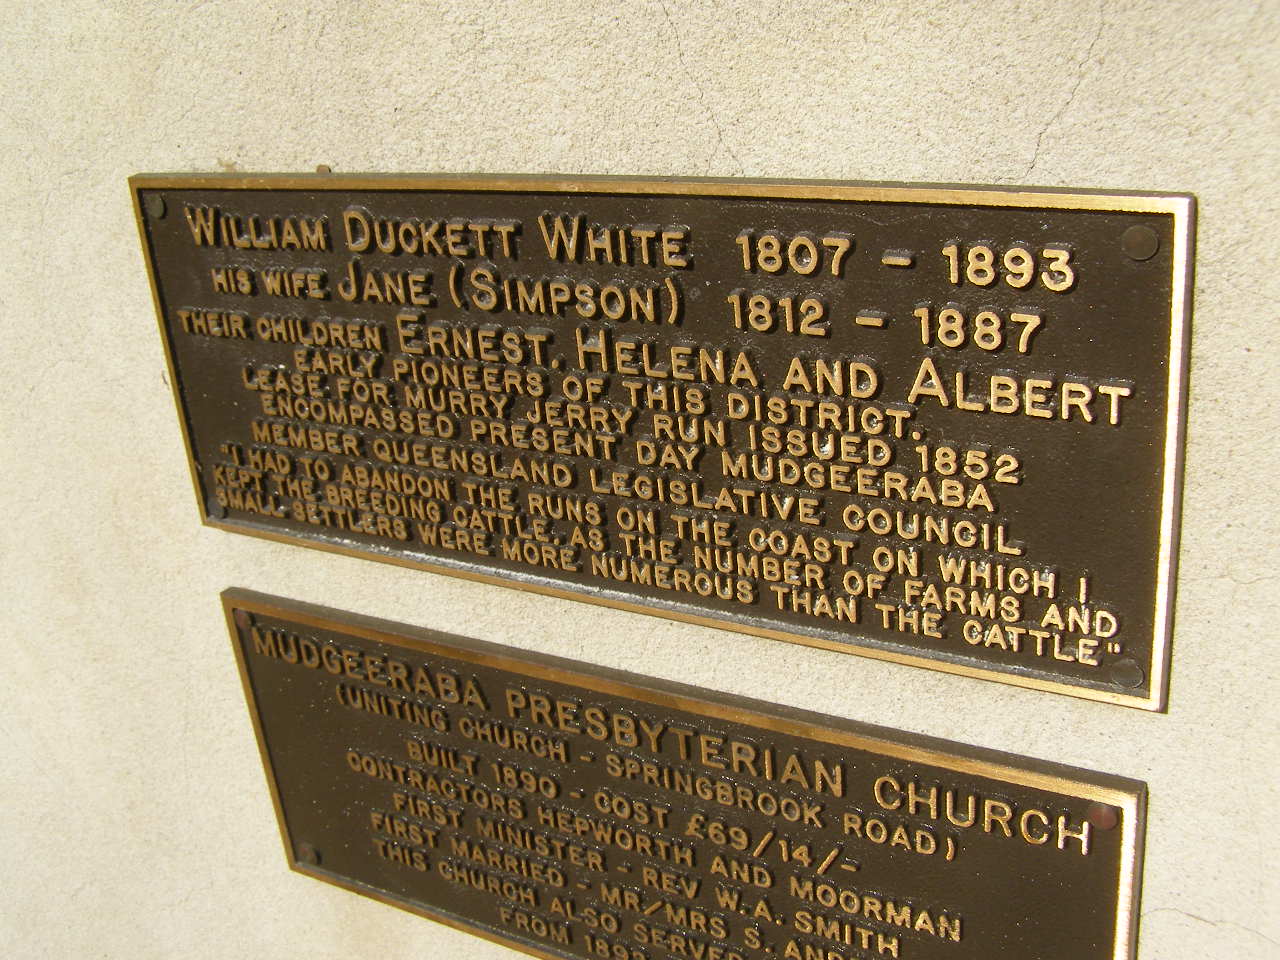 WILLIAM DUCKETT WHITE 1807 - 1893
HIS WIFE JANE (SIMPSON) 1812 - 1887
THEIR CHILDREN ERNEST, HELENA AND ALBERT
EARLY PIONEERS OF THIS DISTRICT.
LEASE FOR MURRY JERRY RUN ISSUED 1852
ENCOMPASSED PRESENT DAY MUDGEERABA
MEMBER QUEENSLAND LEGISLATIVE COUNCIL
"I HAD TO ABANDON THE RUNS ON THE COAST ON WHICH I
KEPT THE BREEDING CATTLE, AS THE NUMBER OF FARMS AND
SMALL SETTLERS WERE MORE NUMEROUS THAN THE CATTLE"
MUDGEERABA PRESBYTERIAN CHURCH
(UNITING CHURCH - SPRINGBROOK ROAD)
BUILT 1890 - COST £69/14/-
CONTRACTORS HEPWORTH AND MOORMAN
FIRST MINISTER - REV W.A. SMITH
FIRST MARRIED - MR/MRS S.
THIS CHURCH ALSO SERVED
FROM